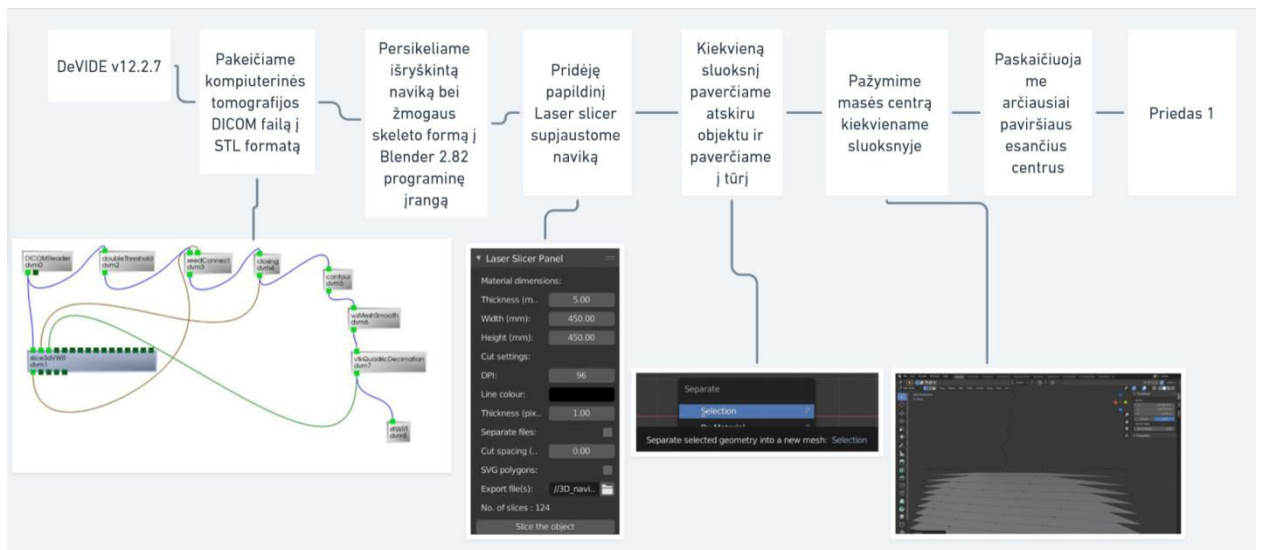 DeVIDE v12.2.7
Pakeičiame
kompiuterinės
tomografijos
DICOM failą į
STL formatą
Persikeliame
išryškintą
naviką bei
žmogaus
skeleto formą į
Blender 2.82
programinę
įrangą
Pridėję
papildinį
Laser slicer
supjaustome
naviką
Kiekvieną
sluoksnį
paverčiame
atskiru
objektu ir
paverčiame
į tūrį
Pažymime
masės centrą
kiekviename
sluoksnyje
Paskaičiuoja
me
arčiausiai
paviršiaus
esančius
centrus
Priedas 1
DICOMReader
dvm0
doubleThreshold
dvm2
seedConnect
dvm3
closing
dvm4
contour
dvm5
wsMeshSmooth
dvm6
slice3dVWR
dvm1
vtkQuadricDecimation
dvm7
stlWRT
dvm8
Laser Slicer Panel
Material dimensions:
Thickness (m.. 5.00
Width (mm): 450.00
Height (mm): 450.00
Cut settings:
DPI: 96
Line colour:
Thickness (pix.. 1.00
Separate files:
Cut spacing (.. 0.00
SVG polygons:
Export file(s): //3D_navi..
No. of slices : 124
Slice the object
Separate
Selection P
By Material
Separate selected geometry into a new mesh: Selection